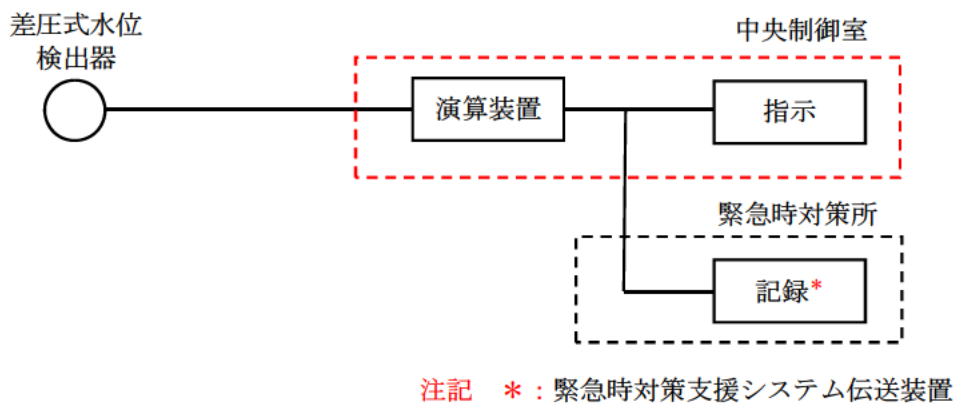 差圧式水位
検出器
中央制御室
演算装置
指示
緊急時対策所
記録*
注記 *：緊急時対策支援システム伝送装置